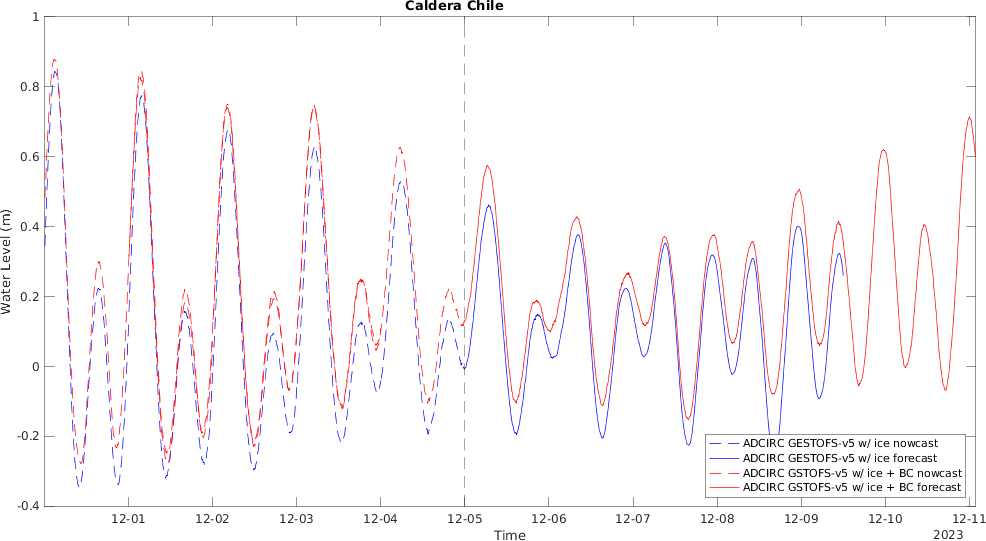 Caldera Chile
1
0.8
0.6
0.4
0.2
0
-0.2
-0.4
Water Level (m)
ADCIRC GESTOFS-v5 w/ ice nowcast
ADCIRC GESTOFS-v5 w/ ice forecast
ADCIRC GSTOFS-v5 w/ ice + BC nowcast
ADCIRC GSTOFS-v5 w/ ice + BC forecast
12-01 12-02 12-03 12-04 12-05 12-06 12-07 12-08 12-09 12-10 12-11
Time
2023